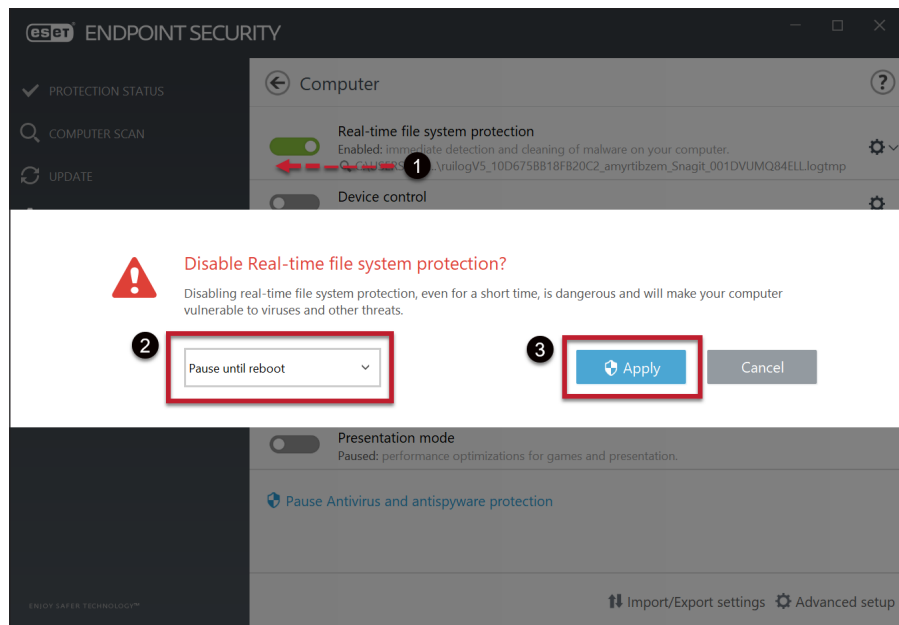 eset ENDPOINT SECURITY
PROTECTION STATUS
COMPUTER SCAN
UPDATE
Computer
?
Real-time file system protection
Enabled: immediate detection and cleaning of malware on your computer.
1
Device control
Disable Real-time file system protection?
Disabling real-time file system protection, even for a short time, is dangerous and will make your computer
vulnerable to viruses and other threats.
2
Pause until reboot
3
Apply
Cancel
Presentation mode
Paused: performance optimizations for games and presentation.
Pause Antivirus and antispyware protection
ENJOY SAFER TECHNOLOGY™
Import/Export settings
Advanced setup